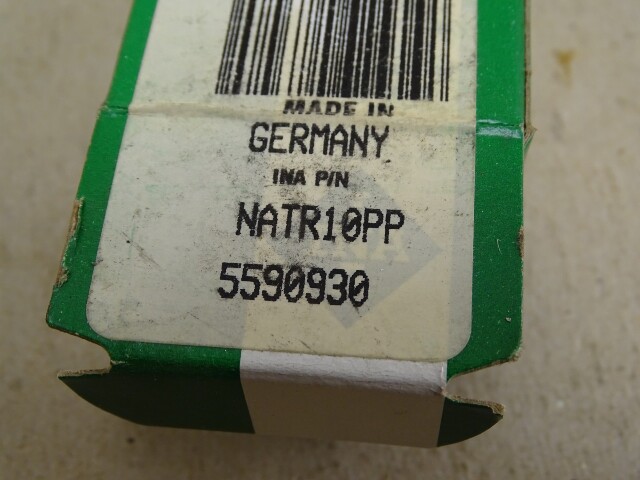 MADE IN
GERMANY
INA P/N
NATR10PP
5590930